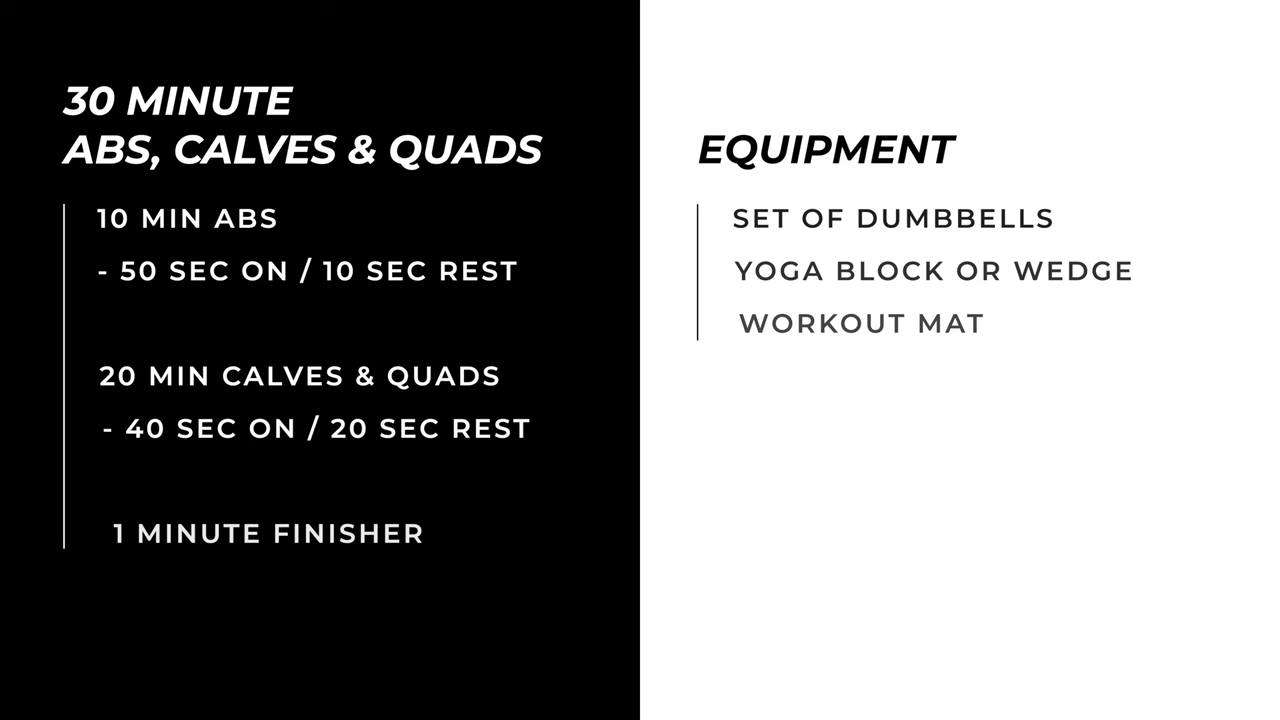 30 MINUTE
ABS, CALVES & QUADS
10 MIN ABS
- 50 SEC ON / 10 SEC REST
20 MIN CALVES & QUADS
- 40 SEC ON / 20 SEC REST
1 MINUTE FINISHER
EQUIPMENT
SET OF DUMBBELLS
YOGA BLOCK OR WEDGE
WORKOUT MAT